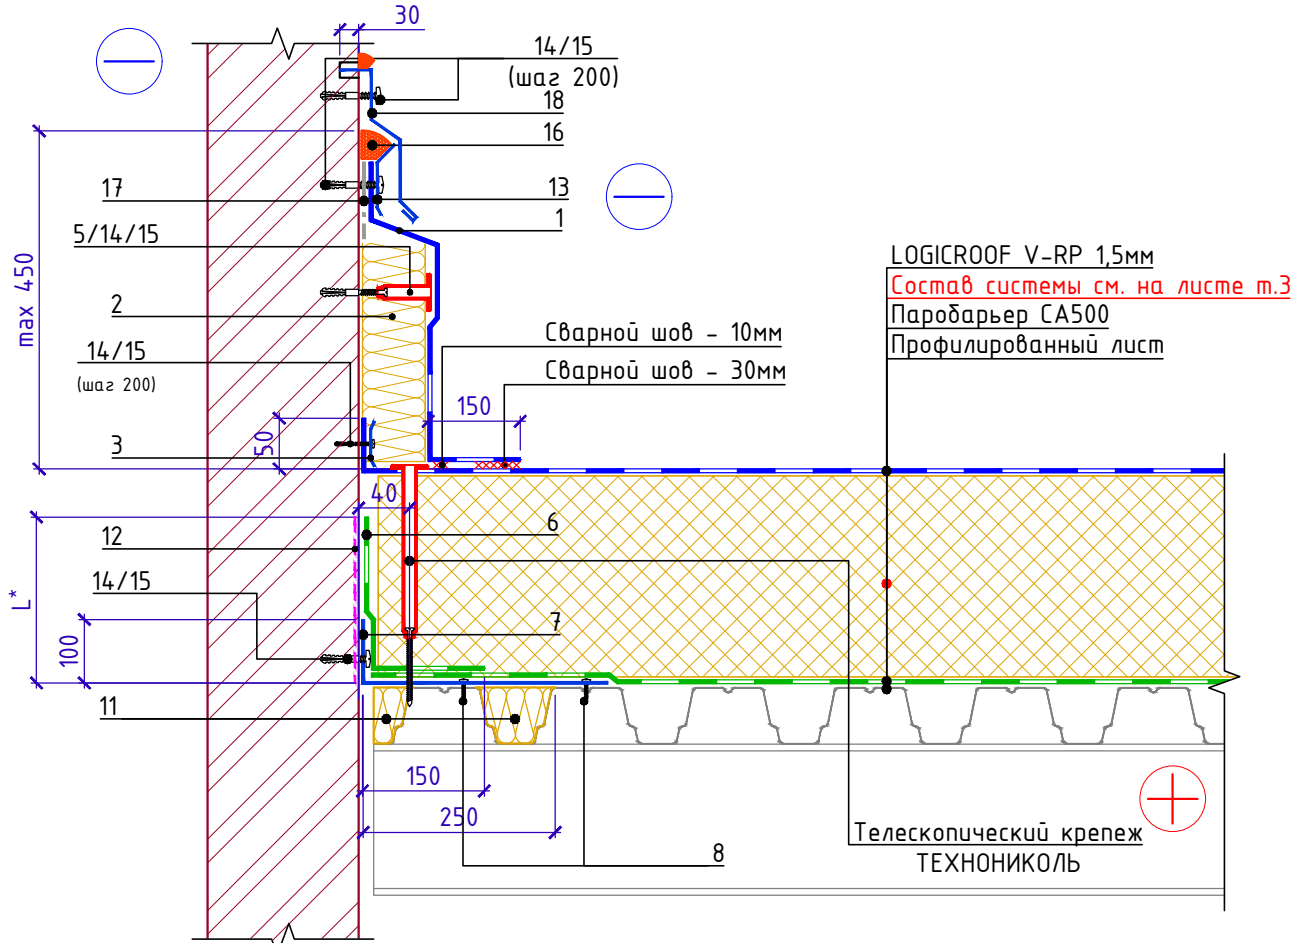 30
14/15
(шаг 200)
18
16
17
13
1
5/14/15
max 450
2
14/15
(шаг 200)
LOGICROOF V-RP 1,5мм
Состав системы см. на листе т.3
Паробарьер СА500
Профилированный лист
Сварной шов - 10мм
Сварной шов - 30мм
150
50
3
40
6
12
14/15
L*
7
100
11
150
250
8
Телескопический крепеж
ТЕХНОНИКОЛЬ